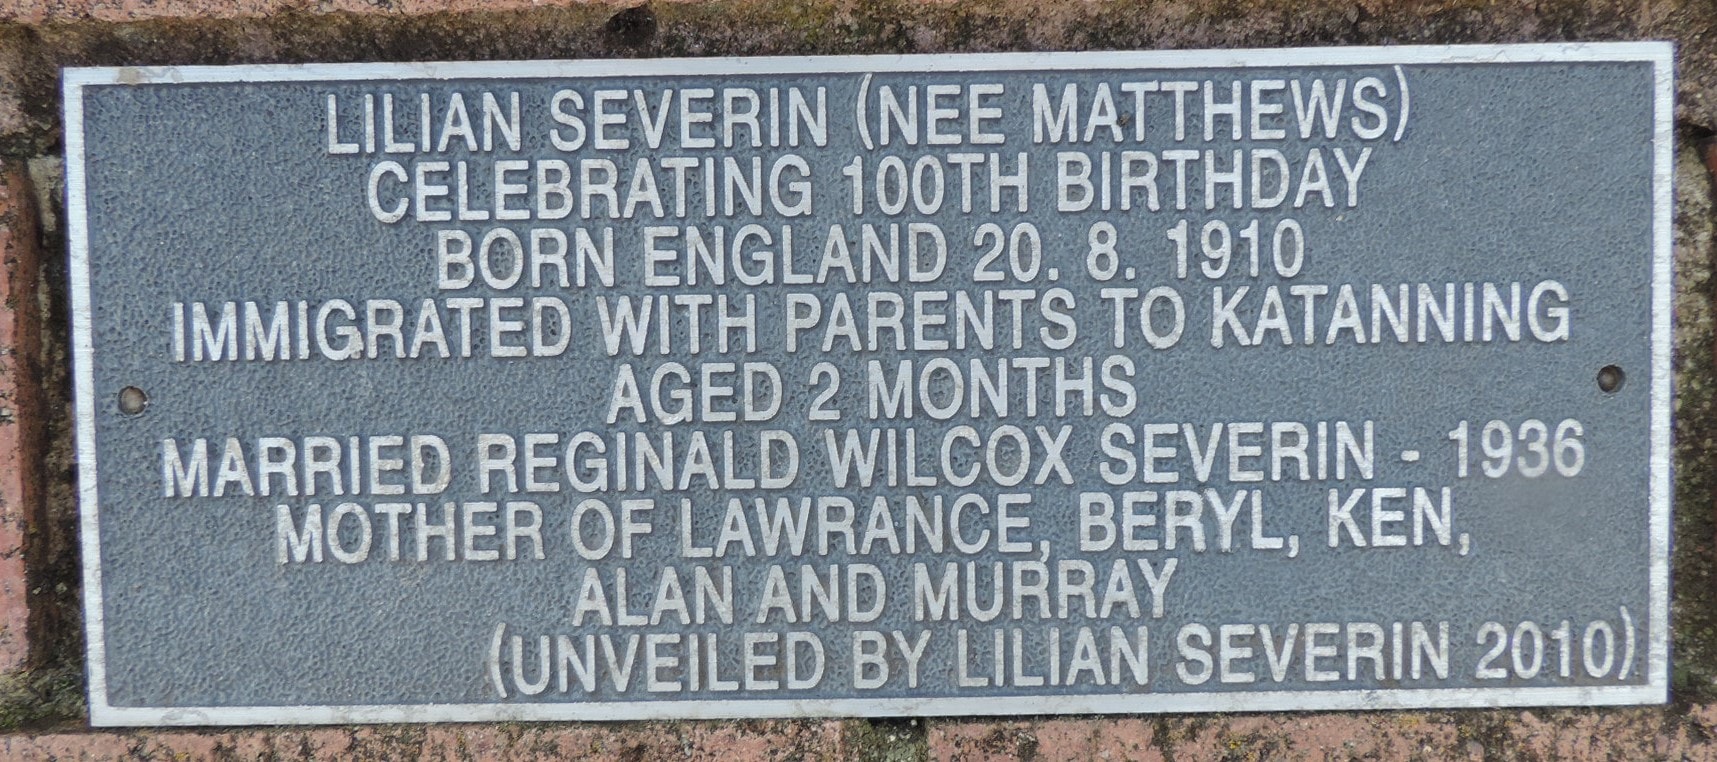 LILIAN SEVERIN (NEE MATTHEWS)
CELEBRATING 100TH BIRTHDAY
BORN ENGLAND 20. 8. 1910
IMMIGRATED WITH PARENTS TO KATANNING
AGED 2 MONTHS
MARRIED REGINALD WILCOX SEVERIN - 1936
MOTHER OF LAWRANCE, BERYL, KEN,
ALAN AND MURRAY
(UNVEILED BY LILIAN SEVERIN 2010)